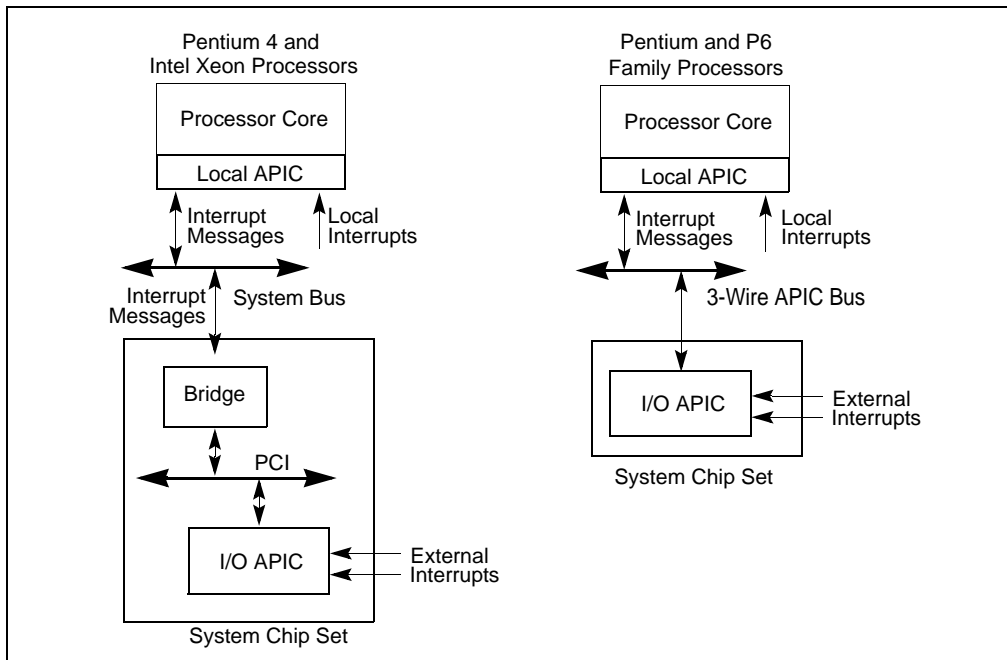 Pentium 4 and
Intel Xeon Processors
Processor Core
Local APIC
Interrupt
Messages
Local
Interrupts
Interrupt
Messages
System Bus
Bridge
PCI
I/O APIC
External
Interrupts
System Chip Set
Pentium and P6
Family Processors
Processor Core
Local APIC
Interrupt
Messages
Local
Interrupts
3-Wire APIC Bus
I/O APIC
External
Interrupts
System Chip Set